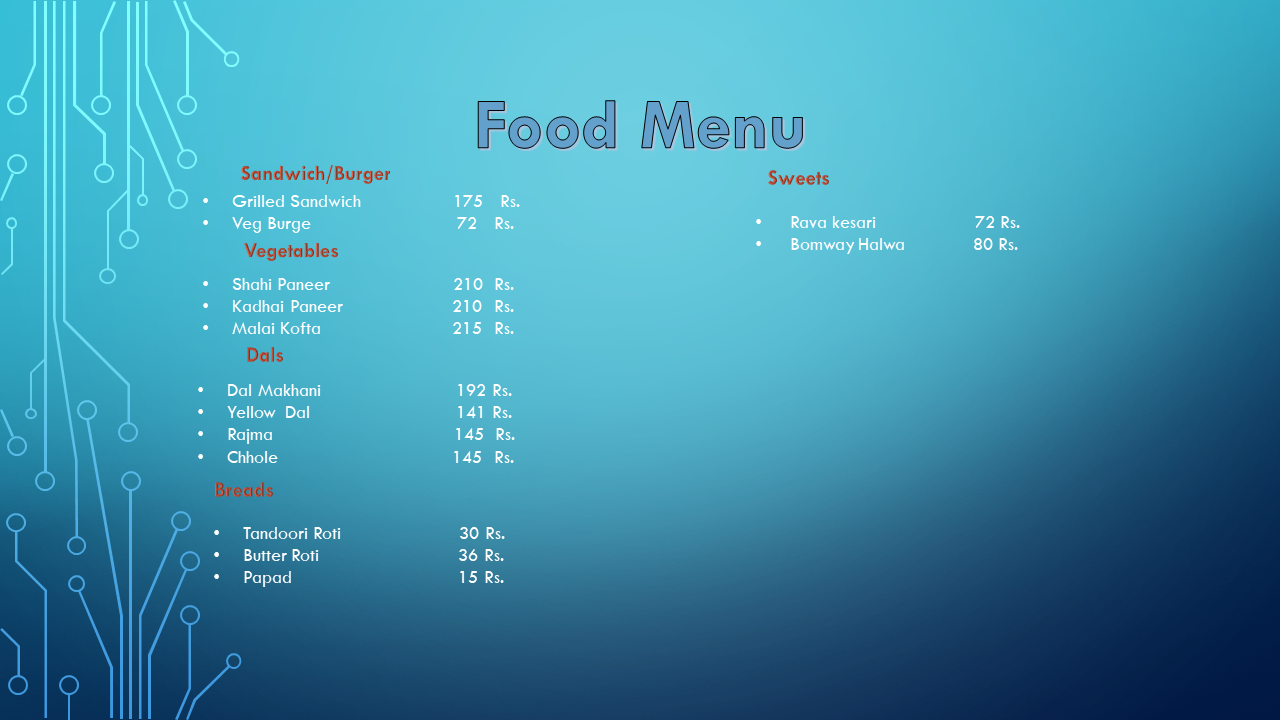 Food Menu
Sandwich/Burger
• Grilled Sandwich 175 Rs.
• Veg Burge 72 Rs.
Vegetables
• Shahi Paneer 210 Rs.
• Kadhai Paneer 210 Rs.
• Malai Kofta 215 Rs.
Dals
• Dal Makhani 192 Rs.
• Yellow Dal 141 Rs.
• Rajma 145 Rs.
• Chhole 145 Rs.
Breads
• Tandoori Roti 30 Rs.
• Butter Roti 36 Rs.
• Papad 15 Rs.
Sweets
• Rava kesari 72 Rs.
• Bomway Halwa 80 Rs.